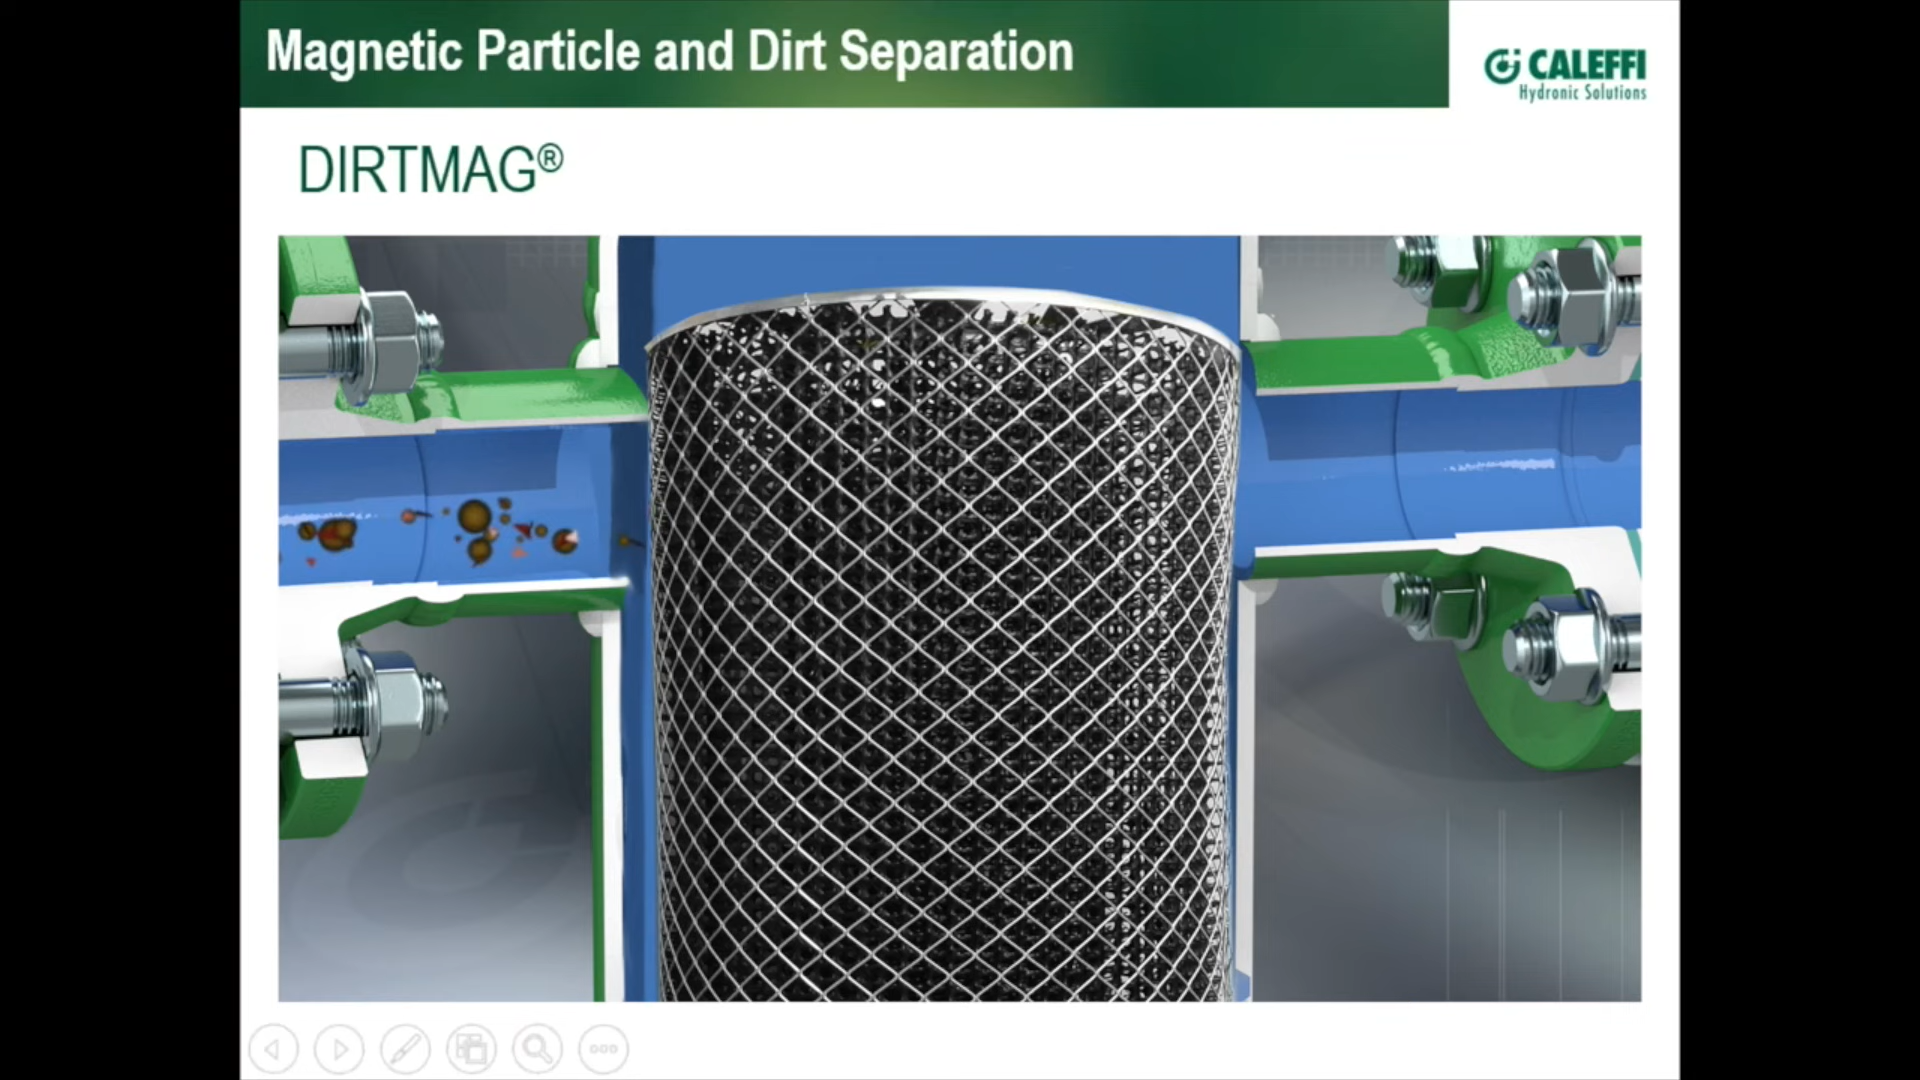 Magnetic Particle and Dirt Separation
CALEFFI
Hydronic Solutions
DIRTMAG®